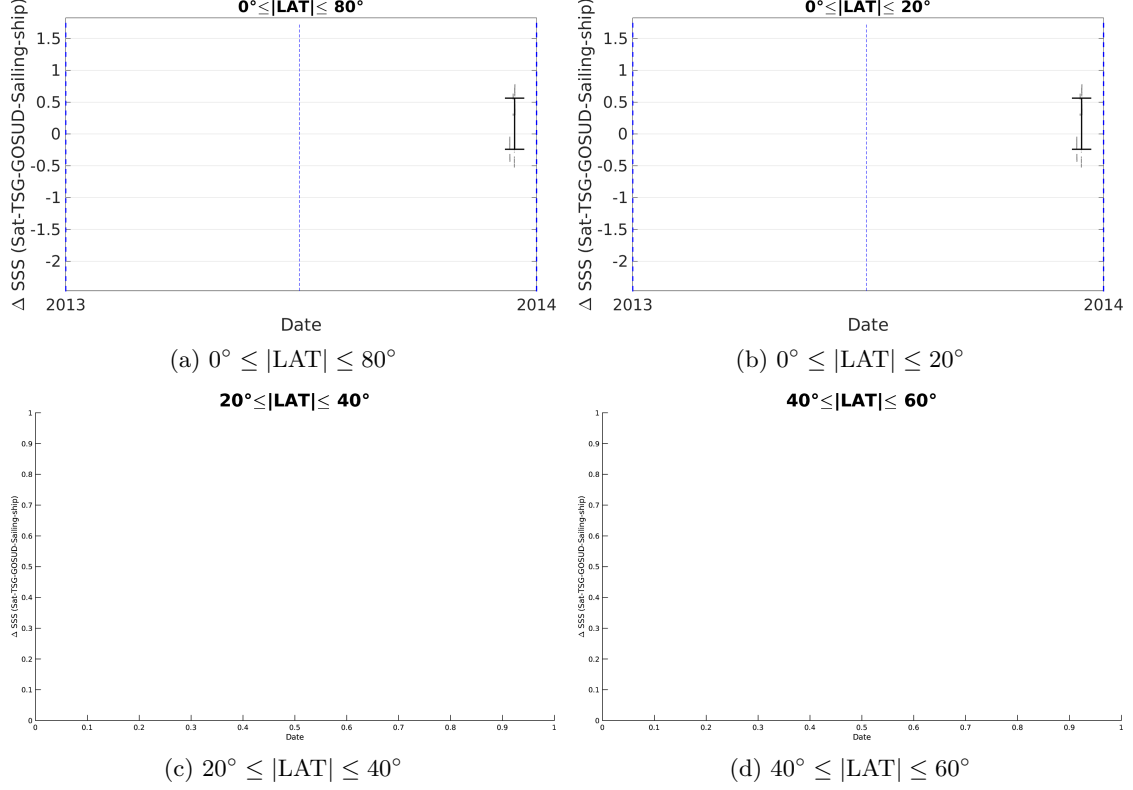 0°≤|LAT|≤ 80°
Δ SSS (Sat-TSG-GOSUD-Sailing-ship)
1.5
1
0.5
0
-0.5
-1
-1.5
-2
2013
2014
Date
(a) 0° ≤ |LAT| ≤ 80°
0°≤|LAT|≤ 20°
Δ SSS (Sat-TSG-GOSUD-Sailing-ship)
1.5
1
0.5
0
-0.5
-1
-1.5
-2
2013
2014
Date
(b) 0° ≤ |LAT| ≤ 20°
20°≤|LAT|≤ 40°
Δ SSS (Sat-TSG-GOSUD-Sailing-ship)
1
0.9
0.8
0.7
0.6
0.5
0.4
0.3
0.2
0.1
0
0 0.1 0.2 0.3 0.4 0.5 0.6 0.7 0.8 0.9 1
Date
(c) 20° ≤ |LAT| ≤ 40°
40°≤|LAT|≤ 60°
Δ SSS (Sat-TSG-GOSUD-Sailing-ship)
1
0.9
0.8
0.7
0.6
0.5
0.4
0.3
0.2
0.1
0
0 0.1 0.2 0.3 0.4 0.5 0.6 0.7 0.8 0.9 1
Date
(d) 40° ≤ |LAT| ≤ 60°